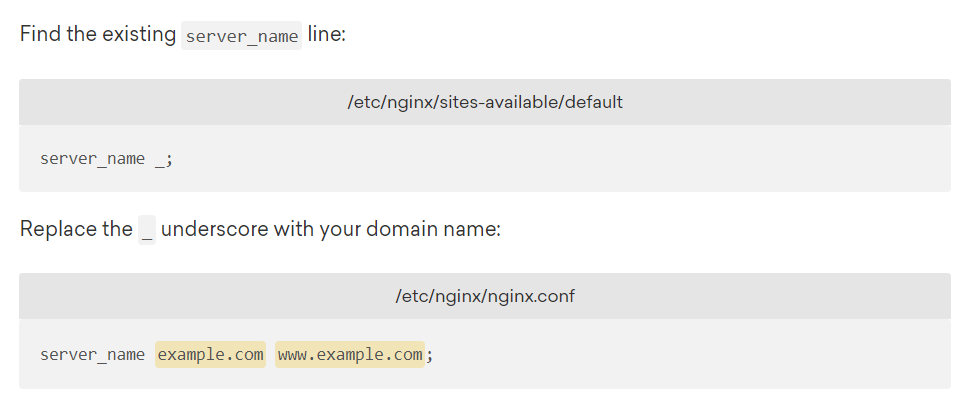 Find the existing server_name line:
/etc/nginx/sites-available/default
server_name _;
Replace the _ underscore with your domain name:
/etc/nginx/nginx.conf
server_name example.com www.example.com;